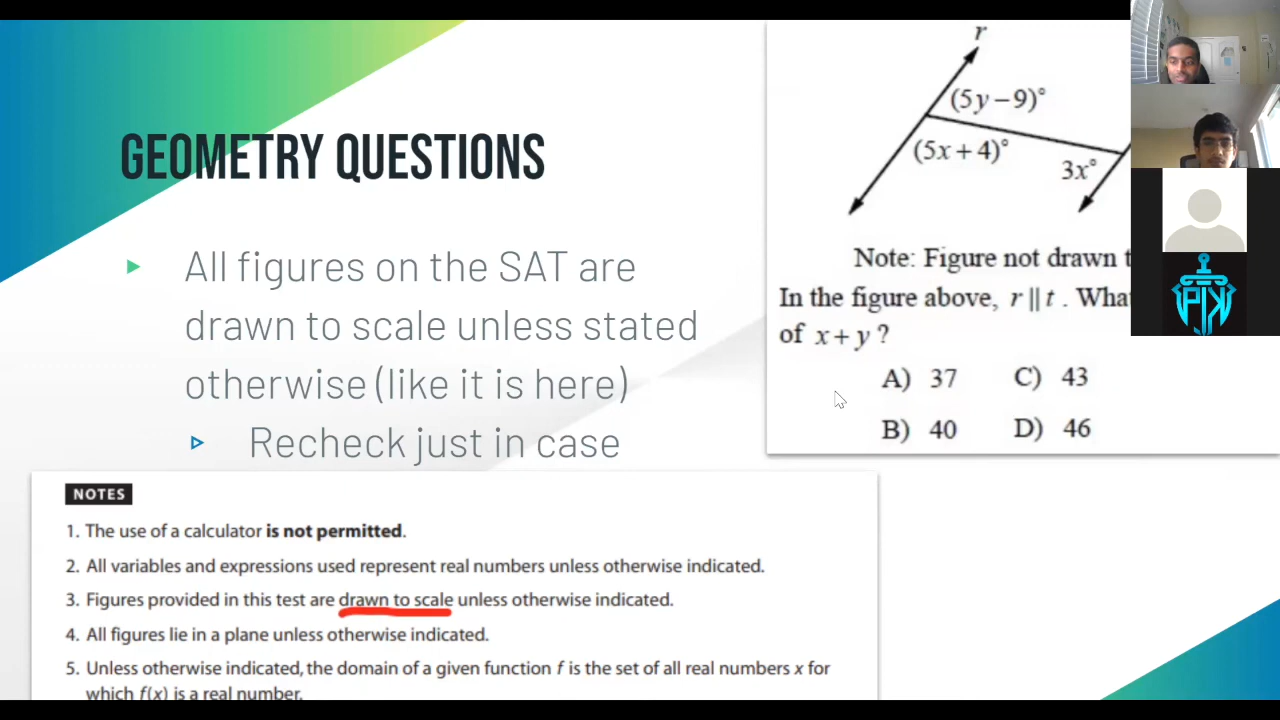 GEOMETRY QUESTIONS
All figures on the SAT are
drawn to scale unless stated
otherwise (like it is here)
Recheck just in case
r
(5y−9)°
(5x+4)°
3x°
Note: Figure not drawn
In the figure above, r || t . What
of x+y ?
A) 37 C) 43
B) 40 D) 46
NOTES
1. The use of a calculator is not permitted.
2. All variables and expressions used represent real numbers unless otherwise indicated.
3. Figures provided in this test are drawn to scale unless otherwise indicated.
4. All figures lie in a plane unless otherwise indicated.
5. Unless otherwise indicated, the domain of a given function f is the set of all real numbers x for
which f(x) is a real number.